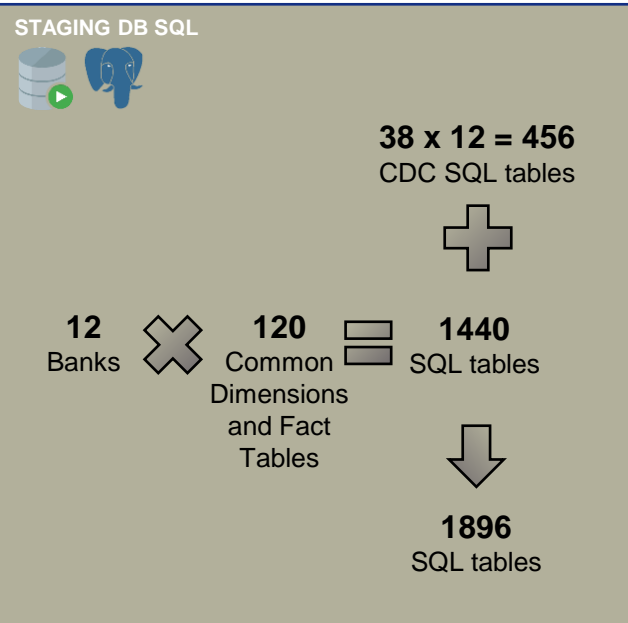 STAGING DB SQL
38 x 12 = 456
CDC SQL tables
12
Banks
120
Common
Dimensions
and Fact
Tables
1440
SQL tables
1896
SQL tables